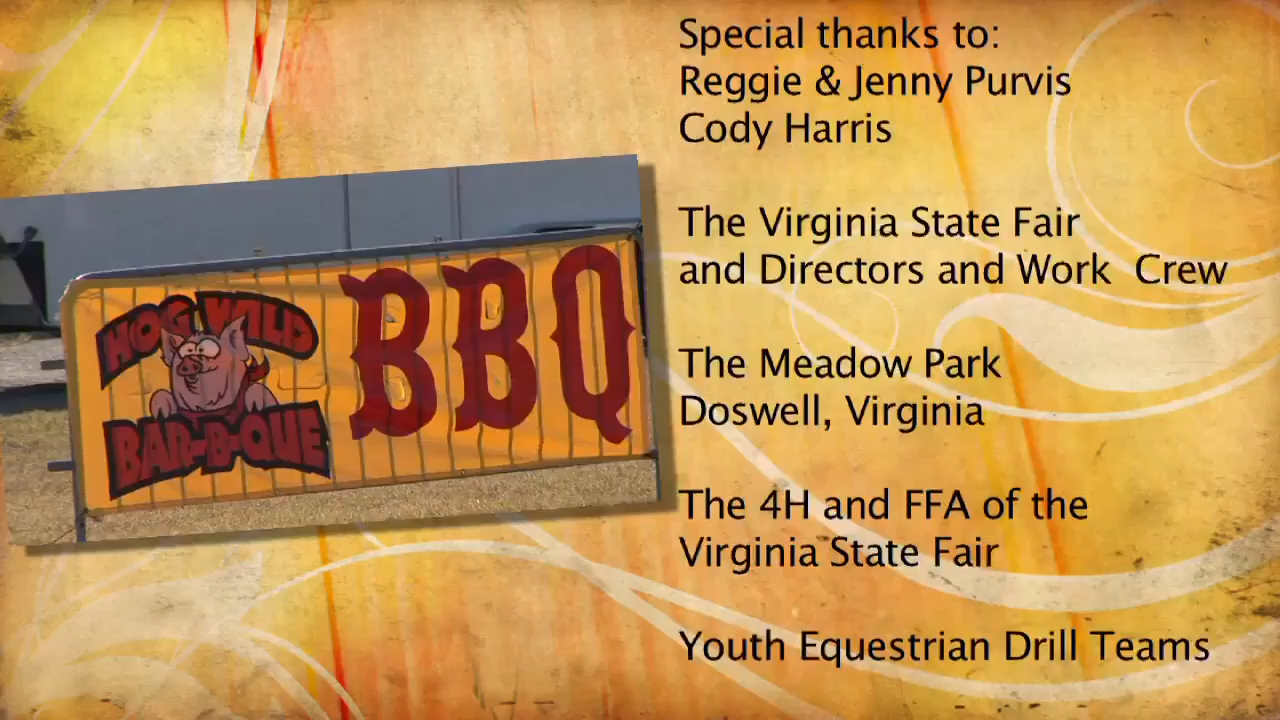 Special thanks to:
Reggie & Jenny Purvis
Cody Harris
The Virginia State Fair
and Directors and Work Crew
The Meadow Park
Doswell, Virginia
The 4H and FFA of the
Virginia State Fair
Youth Equestrian Drill Teams
HOG WILD
BAR-B-QUE
BBQ